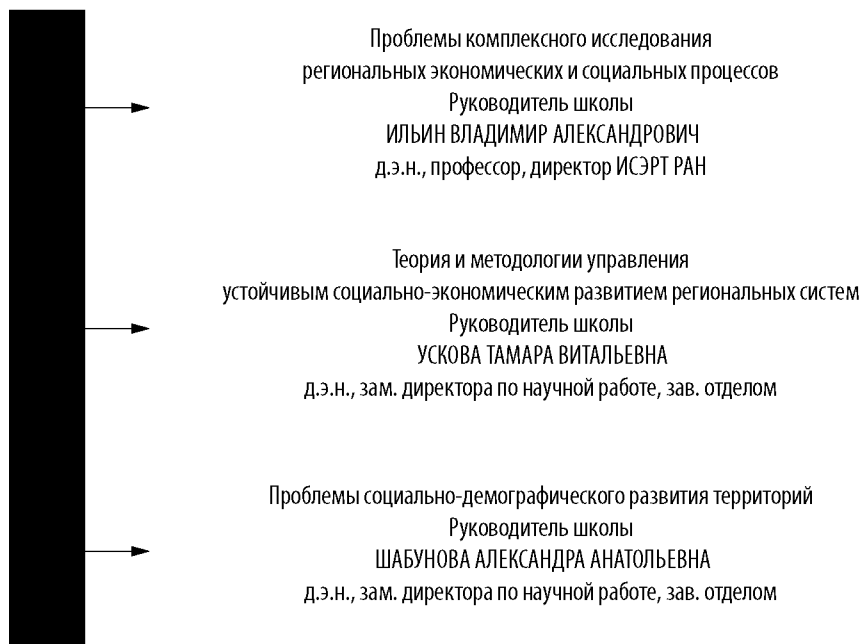 Проблемы комплексного исследования
региональных экономических и социальных процессов
Руководитель школы
ИЛЬИН ВЛАДИМИР АЛЕКСАНДРОВИЧ
д.э.н., профессор, директор ИСЭРТ РАН
Теория и методологии управления
устойчивым социально-экономическим развитием региональных систем
Руководитель школы
УСКОВА ТАМАРА ВИТАЛЬЕВНА
д.э.н., зам. директора по научной работе, зав. отделом
Проблемы социально-демографического развития территорий
Руководитель школы
ШАБУНОВА АЛЕКСАНДРА АНАТОЛЬЕВНА
д.э.н., зам. директора по научной работе, зав. отделом